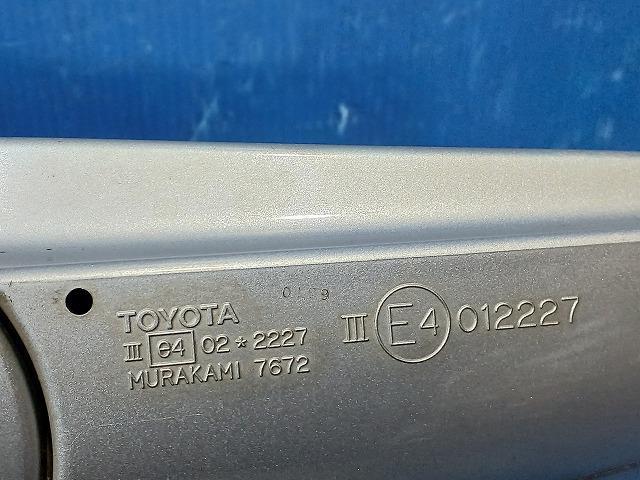 TOYOTA
III e4 02*2227
MURAKAMI 7672
III E4 012227